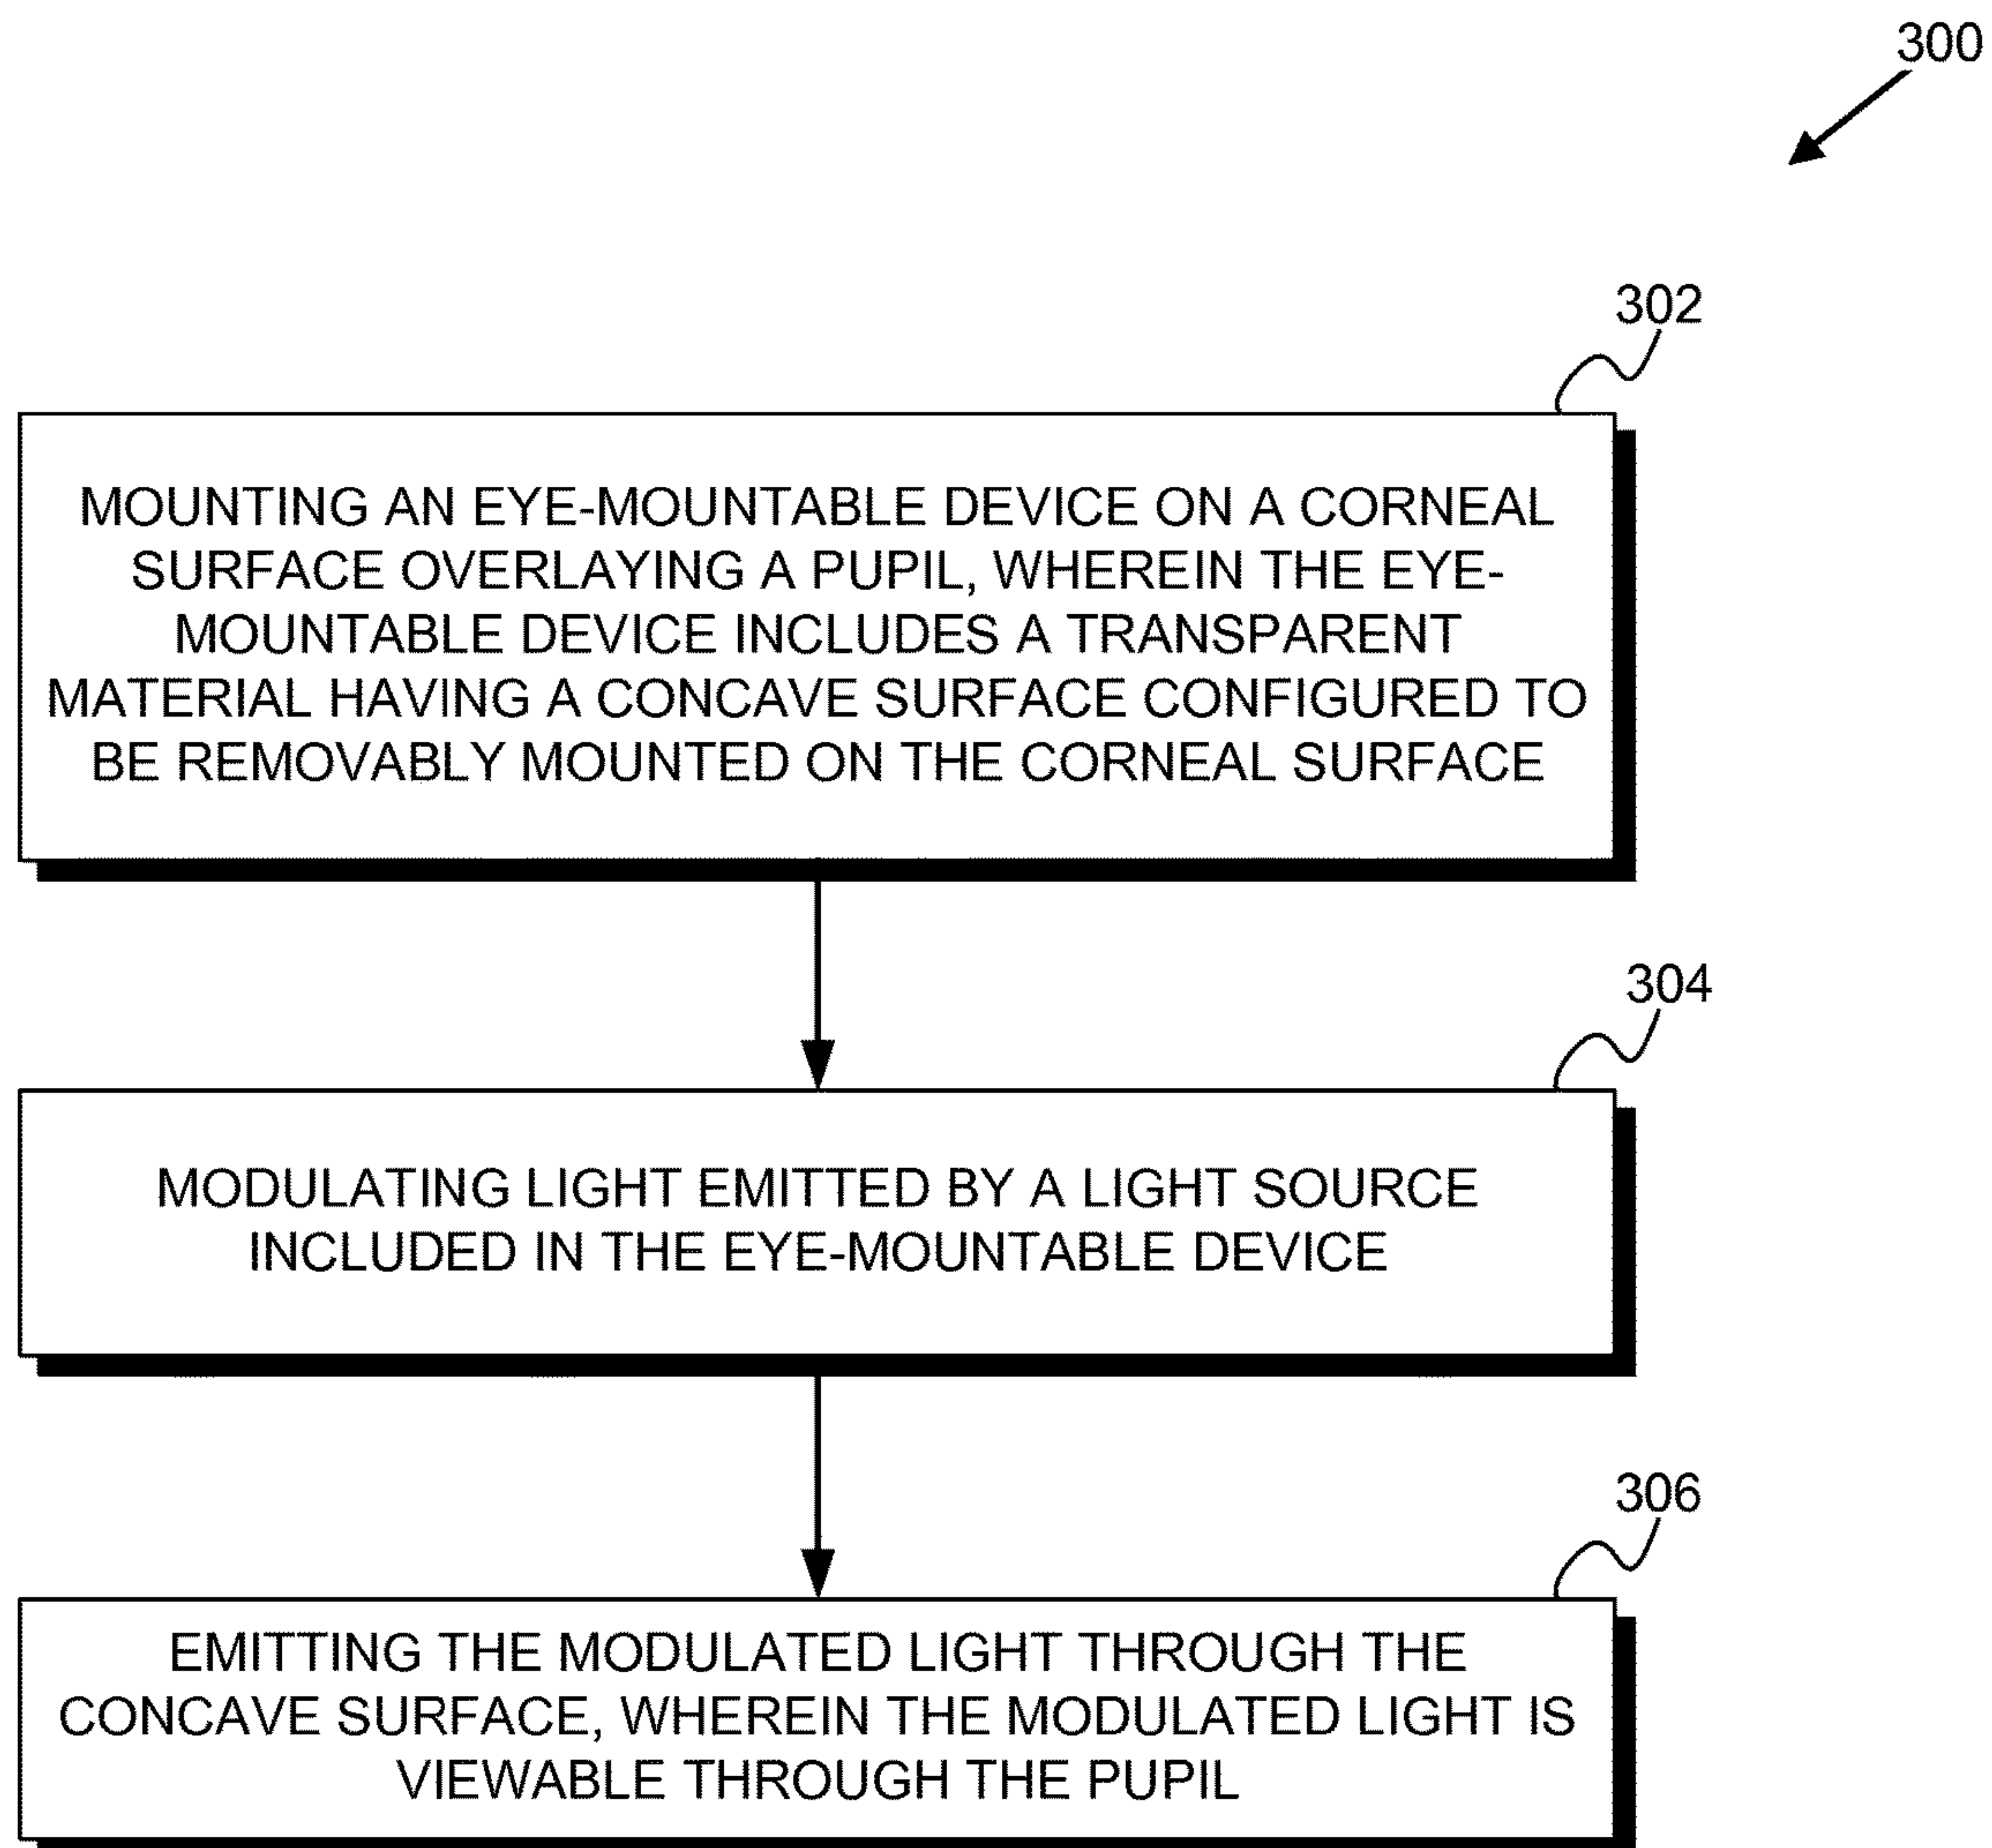 300
302
MOUNTING AN EYE-MOUNTABLE DEVICE ON A CORNEAL
SURFACE OVERLAYING A PUPIL, WHEREIN THE EYE-
MOUNTABLE DEVICE INCLUDES A TRANSPARENT
MATERIAL HAVING A CONCAVE SURFACE CONFIGURED TO
BE REMOVABLY MOUNTED ON THE CORNEAL SURFACE
304
MODULATING LIGHT EMITTED BY A LIGHT SOURCE
INCLUDED IN THE EYE-MOUNTABLE DEVICE
306
EMITTING THE MODULATED LIGHT THROUGH THE
CONCAVE SURFACE, WHEREIN THE MODULATED LIGHT IS
VIEWABLE THROUGH THE PUPIL